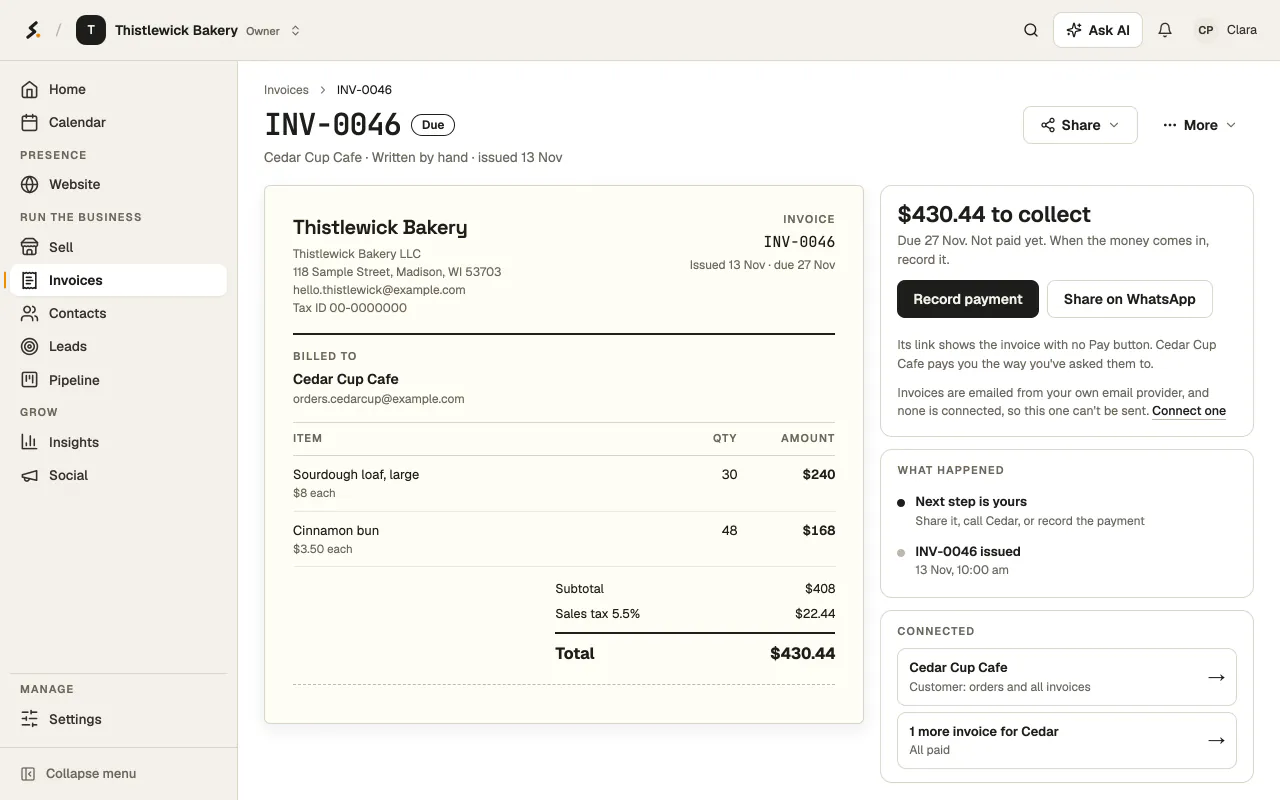 T Thistlewick Bakery Owner
Ask AI
CP Clara
Home
Calendar
PRESENCE
Website
RUN THE BUSINESS
Sell
Invoices
Contacts
Leads
Pipeline
GROW
Insights
Social
MANAGE
Settings
Collapse menu
Invoices > INV-0046
INV-0046 Due
Cedar Cup Cafe · Written by hand · issued 13 Nov
Share
··· More
Thistlewick Bakery
Thistlewick Bakery LLC
118 Sample Street, Madison, WI 53703
hello.thistlewick@example.com
Tax ID 00-0000000
INVOICE
INV-0046
Issued 13 Nov · due 27 Nov
BILLED TO
Cedar Cup Cafe
orders.cedarcup@example.com
ITEM QTY AMOUNT
Sourdough loaf, large 30 $240
$8 each
Cinnamon bun 48 $168
$3.50 each
Subtotal $408
Sales tax 5.5% $22.44
Total $430.44
$430.44 to collect
Due 27 Nov. Not paid yet. When the money comes in,
record it.
Record payment Share on WhatsApp
Its link shows the invoice with no Pay button. Cedar Cup
Cafe pays you the way you've asked them to.
Invoices are emailed from your own email provider, and
none is connected, so this one can't be sent. Connect one
WHAT HAPPENED
Next step is yours
Share it, call Cedar, or record the payment
INV-0046 issued
13 Nov, 10:00 am
CONNECTED
Cedar Cup Cafe
Customer: orders and all invoices
1 more invoice for Cedar
All paid